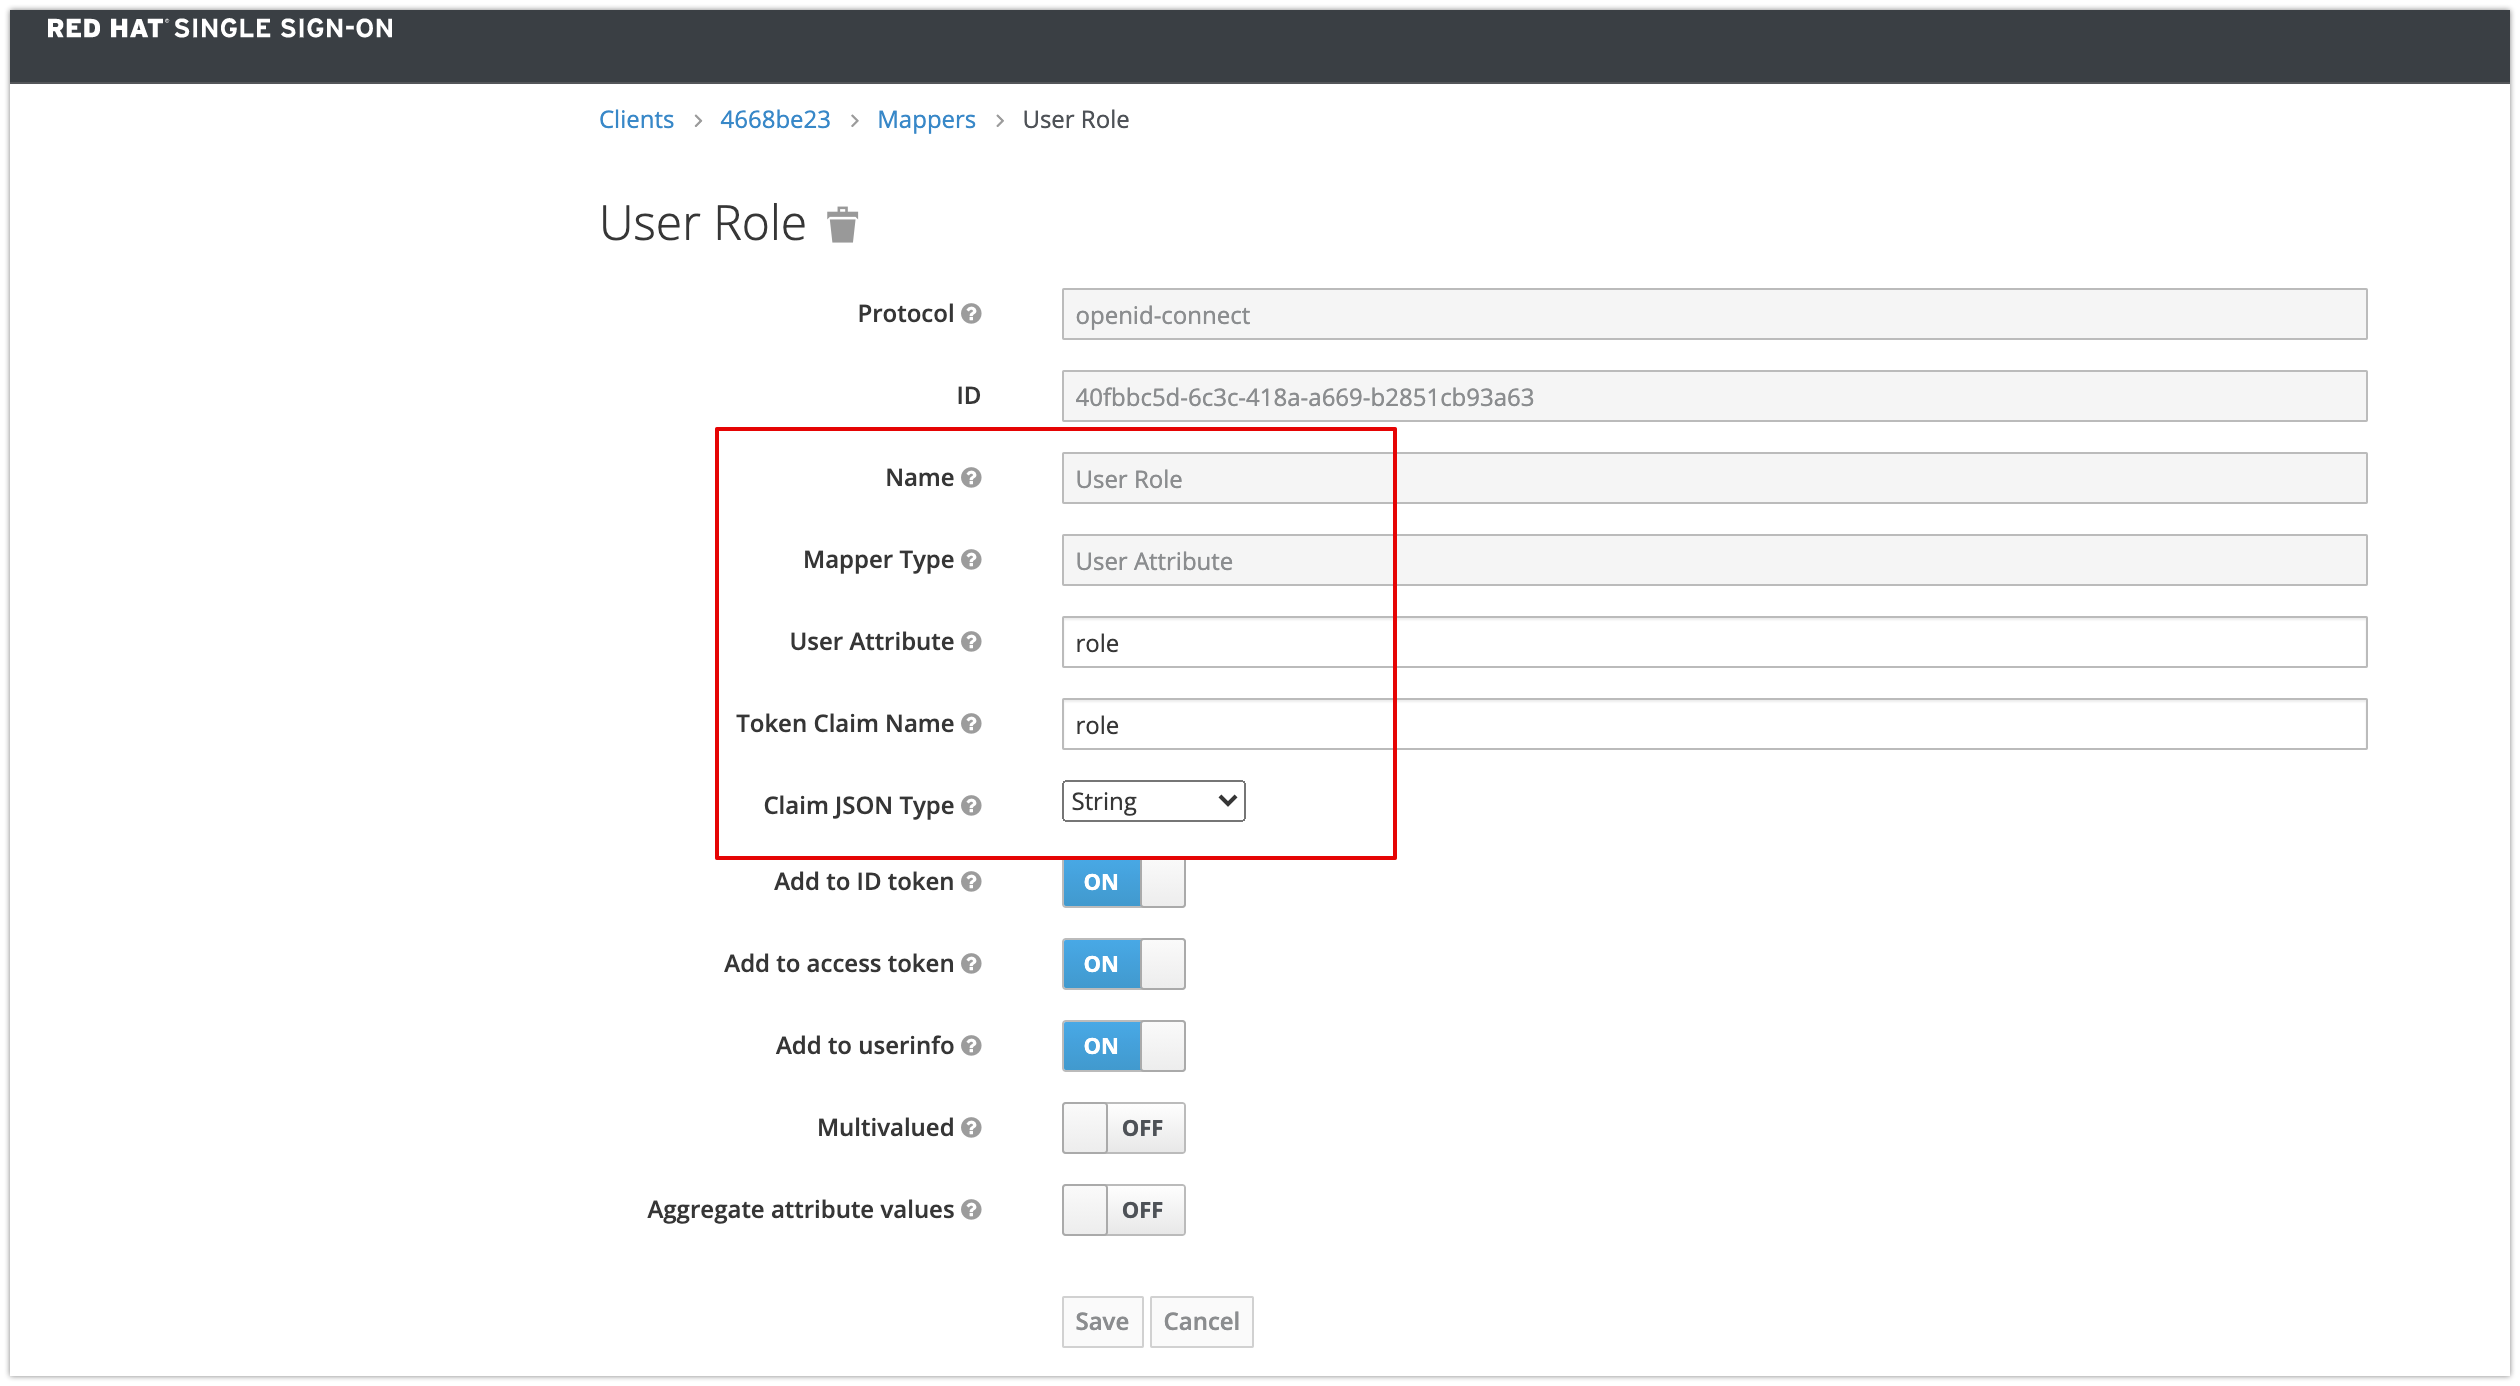 RED HAT® SINGLE SIGN-ON
Clients > 4668be23 > Mappers > User Role
User Role
Protocol ? openid-connect
ID 40fbbc5d-6c3c-418a-a669-b2851cb93a63
Name ? User Role
Mapper Type ? User Attribute
User Attribute ? role
Token Claim Name ? role
Claim JSON Type ? String
Add to ID token ? ON
Add to access token ? ON
Add to userinfo ? ON
Multivalued ? OFF
Aggregate attribute values ? OFF
Save Cancel